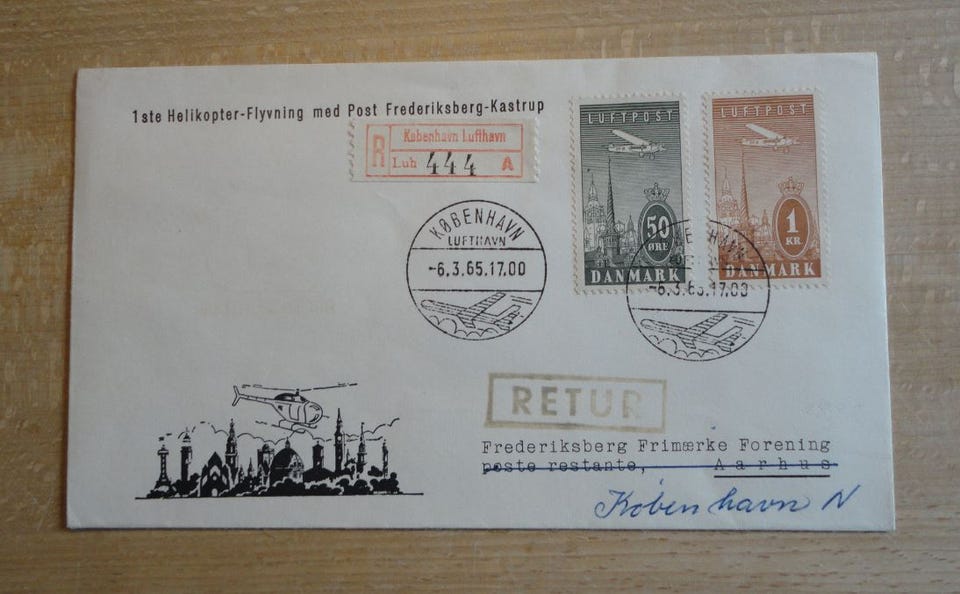 1ste Helikopter-Flyvning med Post Frederiksberg-Kastrup
R
København Lufthavn
Luh 444 A
LUFTPOST
50
ØRE
DANMARK
LUFTPOST
1
KR.
DANMARK
KØBENHAVN
LUFTHAVN
-6.3.65.17.00
-6.3.65.17.00
RETUR
Frederiksberg Frimærke Forening
poste restante, Aarhus
København N